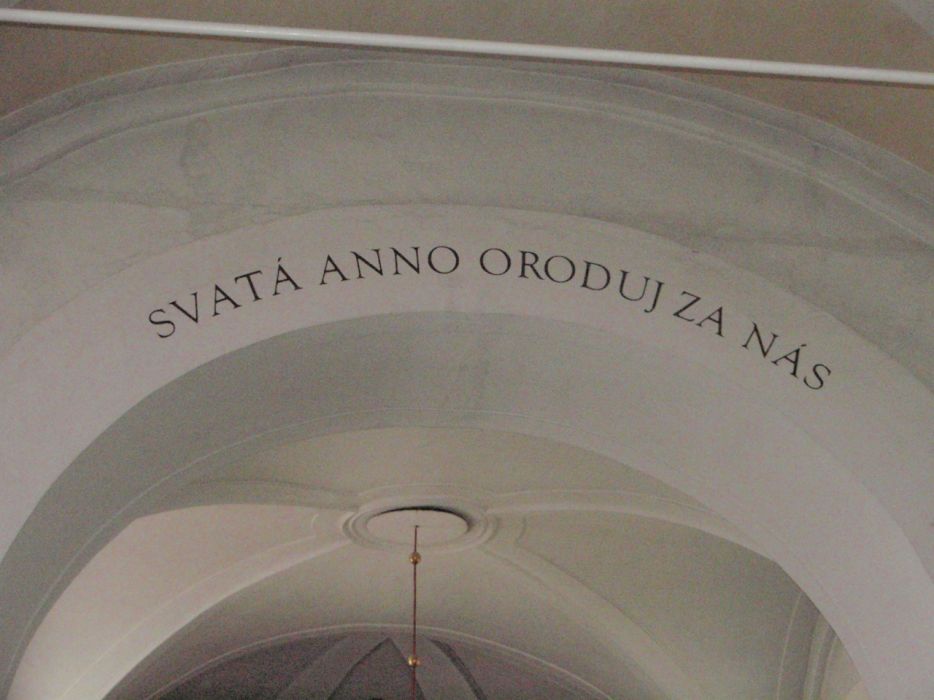 SVATÁ ANNO ORODUJ ZA NÁS